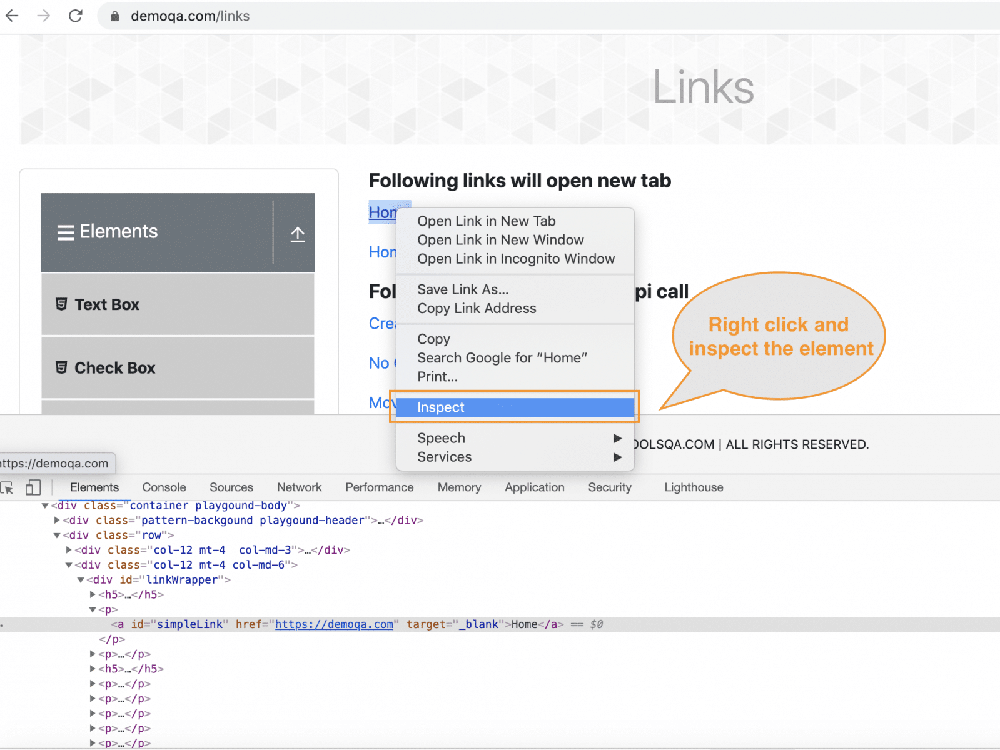 demoqa.com/links
Links
Following links will open new tab
Elements
Hom
Open Link in New Tab
Open Link in New Window
Open Link in Incognito Window
Hom
Save Link As...
Copy Link Address
Fol
pi call
Text Box
Crea
Copy
Search Google for “Home”
Print...
Right click and
inspect the element
No
Check Box
Mov
Inspect
Speech
Services
OOLSQA.COM | ALL RIGHTS RESERVED.
ttps://demoqa.com
Elements Console Sources Network Performance Memory Application Security Lighthouse
<div class="container playgound-body">
<div class="pattern-backgound playgound-header">…</div>
<div class="row">
<div class="col-12 mt-4  col-md-3">…</div>
<div class="col-12 mt-4 col-md-6">
<div id="linkWrapper">
<h5>…</h5>
<p>
<a id="simpleLink" href="https://demoqa.com" target="_blank">Home</a> == $0
</p>
<p>…</p>
<h5>…</h5>
<p>…</p>
<p>…</p>
<p>…</p>
<p>…</p>
<p>…</p>